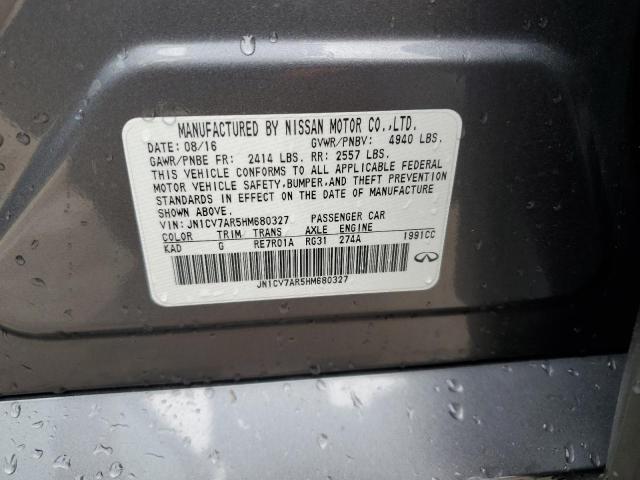 MANUFACTURED BY NISSAN MOTOR CO.,LTD.
DATE: 08/16 GVWR/PNBV: 4940 LBS.
GAWR/PNBE FR: 2414 LBS. RR: 2557 LBS.
THIS VEHICLE CONFORMS TO ALL APPLICABLE FEDERAL
MOTOR VEHICLE SAFETY, BUMPER, AND THEFT PREVENTION
STANDARDS IN EFFECT ON THE DATE OF MANUFACTURE
SHOWN ABOVE.
VIN: JN1CV7AR5HM680327 PASSENGER CAR
COLOR TRIM TRANS AXLE ENGINE
KAD G RE7R01A RG31 274A 1991CC
JN1CV7AR5HM680327
INFINITI